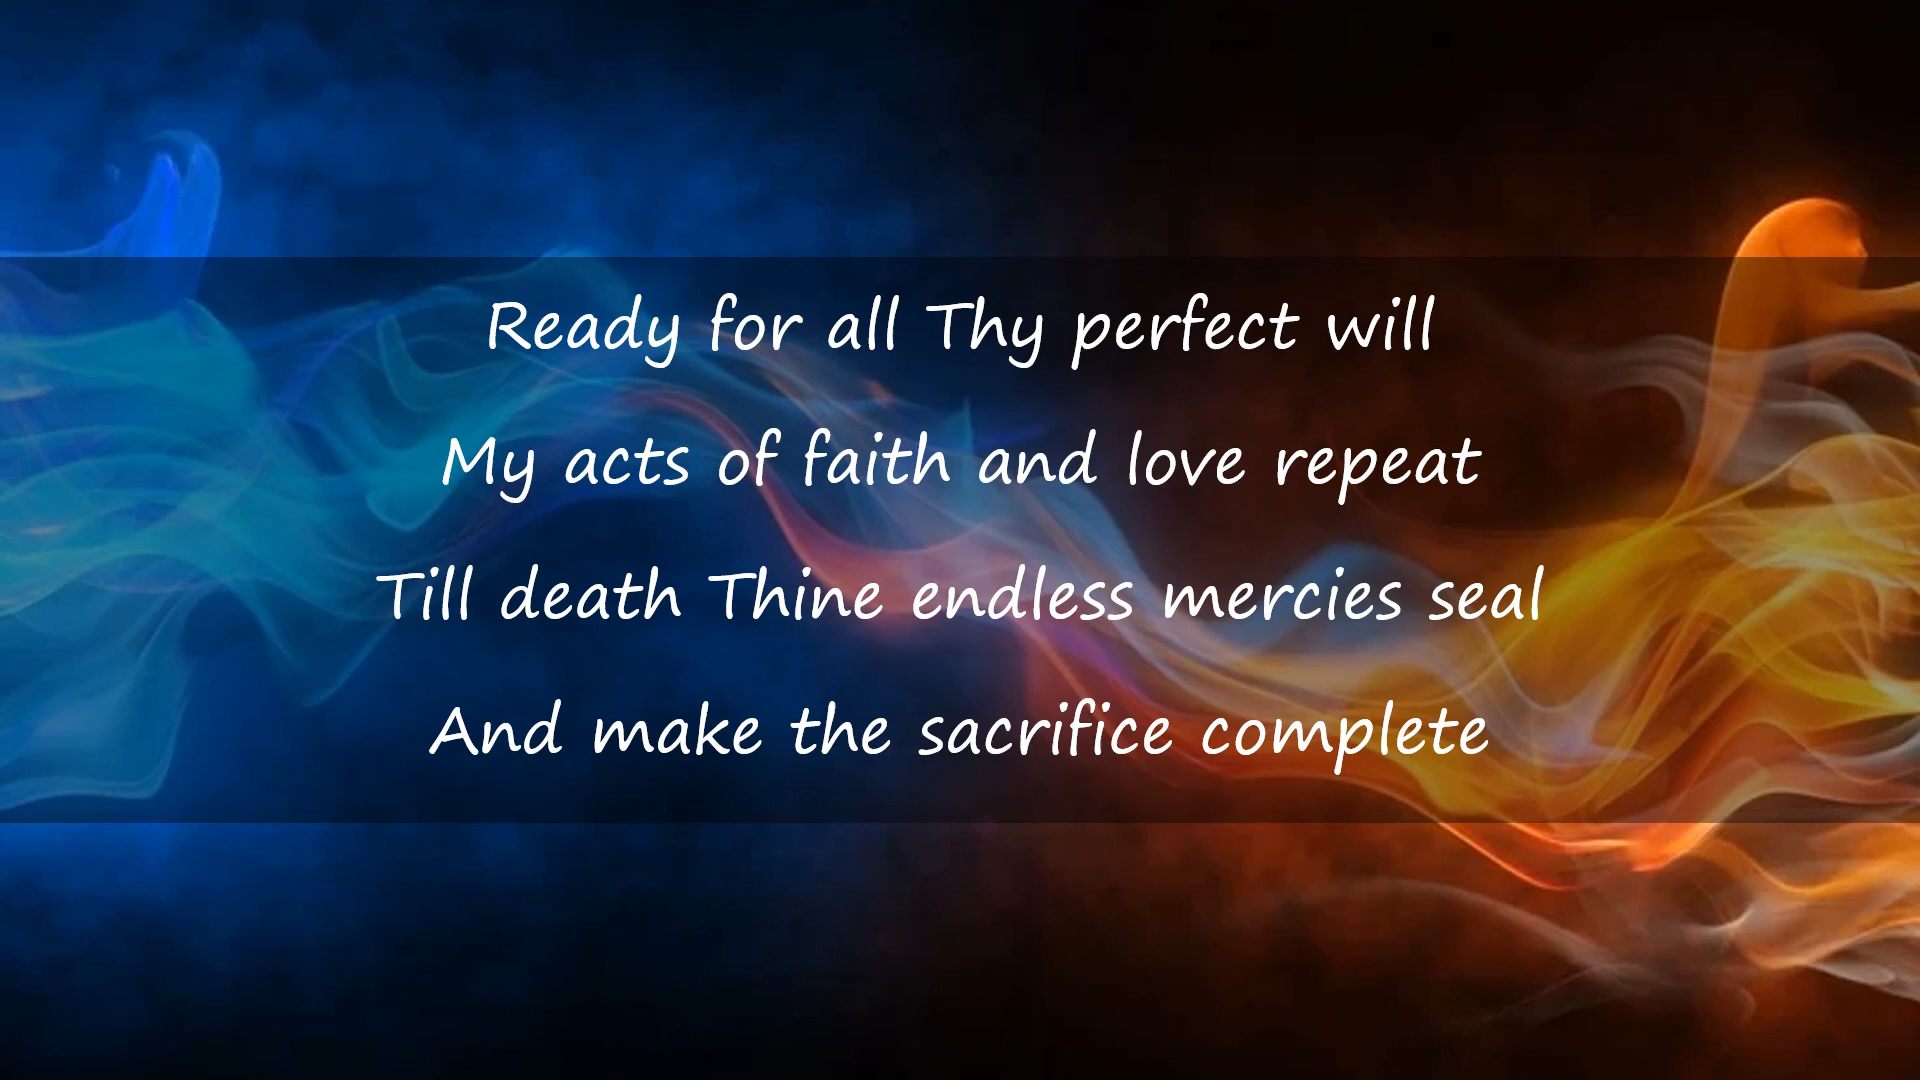 Ready for all Thy perfect will
My acts of faith and love repeat
Till death Thine endless mercies seal
And make the sacrifice complete